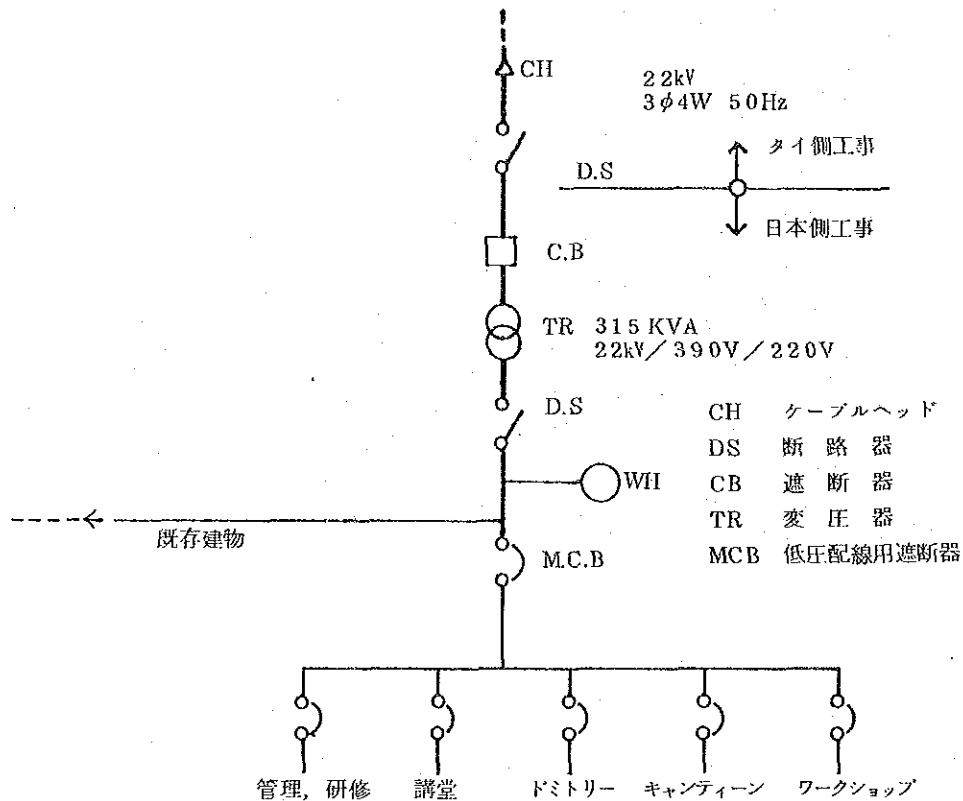 CH
22kV
3φ4W 50Hz
タイ側工事
D.S
日本側工事
C.B
TR 315KVA
22kV/390V/220V
D.S
WH
既存建物
M.C.B
CH ケーブルヘッド
DS 断路器
CB 遮断器
TR 変圧器
MCB 低圧配線用遮断器
管理, 研修 講堂 ドミトリー キャンティーン ワークショップ